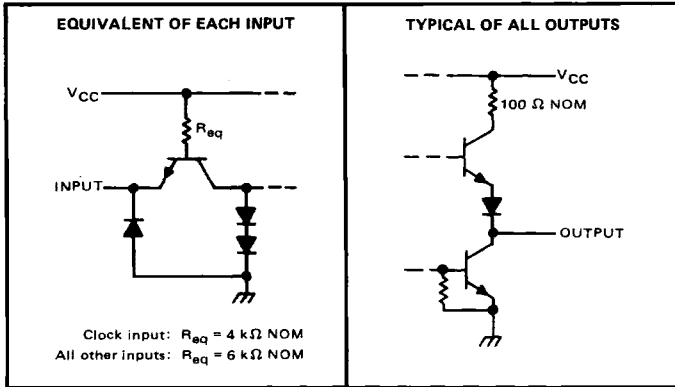 EQUIVALENT OF EACH INPUT
VCC
Req
INPUT
Clock input: Req = 4 kΩ NOM
All other inputs: Req = 6 kΩ NOM
TYPICAL OF ALL OUTPUTS
VCC
100 Ω NOM
OUTPUT